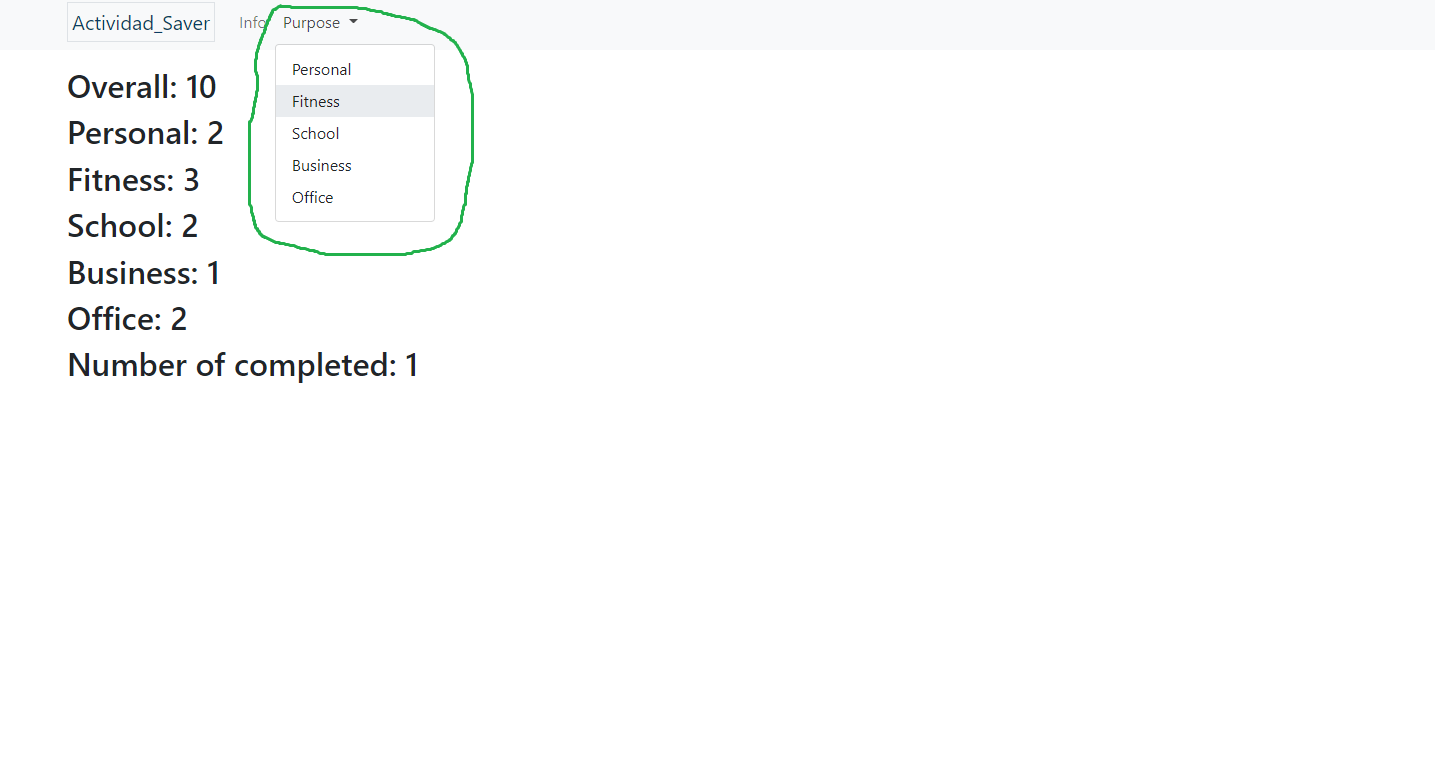 Actividad_Saver Info Purpose
Personal
Fitness
School
Business
Office
Overall: 10
Personal: 2
Fitness: 3
School: 2
Business: 1
Office: 2
Number of completed: 1